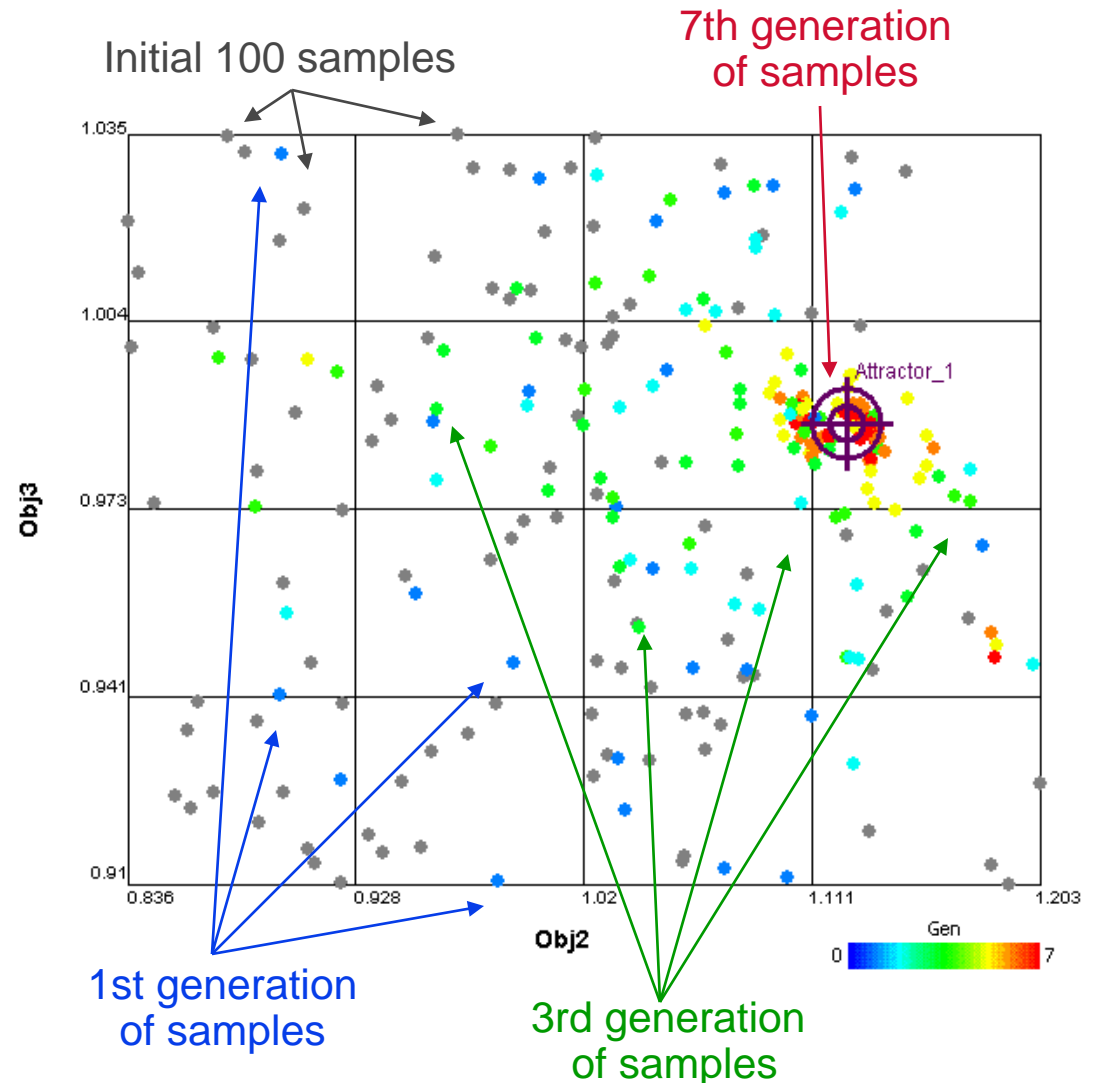 7th generation
of samples
Initial 100 samples
1.035
1.004
Attractor_1
Obj3
0.973
0.941
0.91
0.836
0.928
1.02
1.111
1.203
Obj2
Gen
0
7
1st generation
of samples
3rd generation
of samples